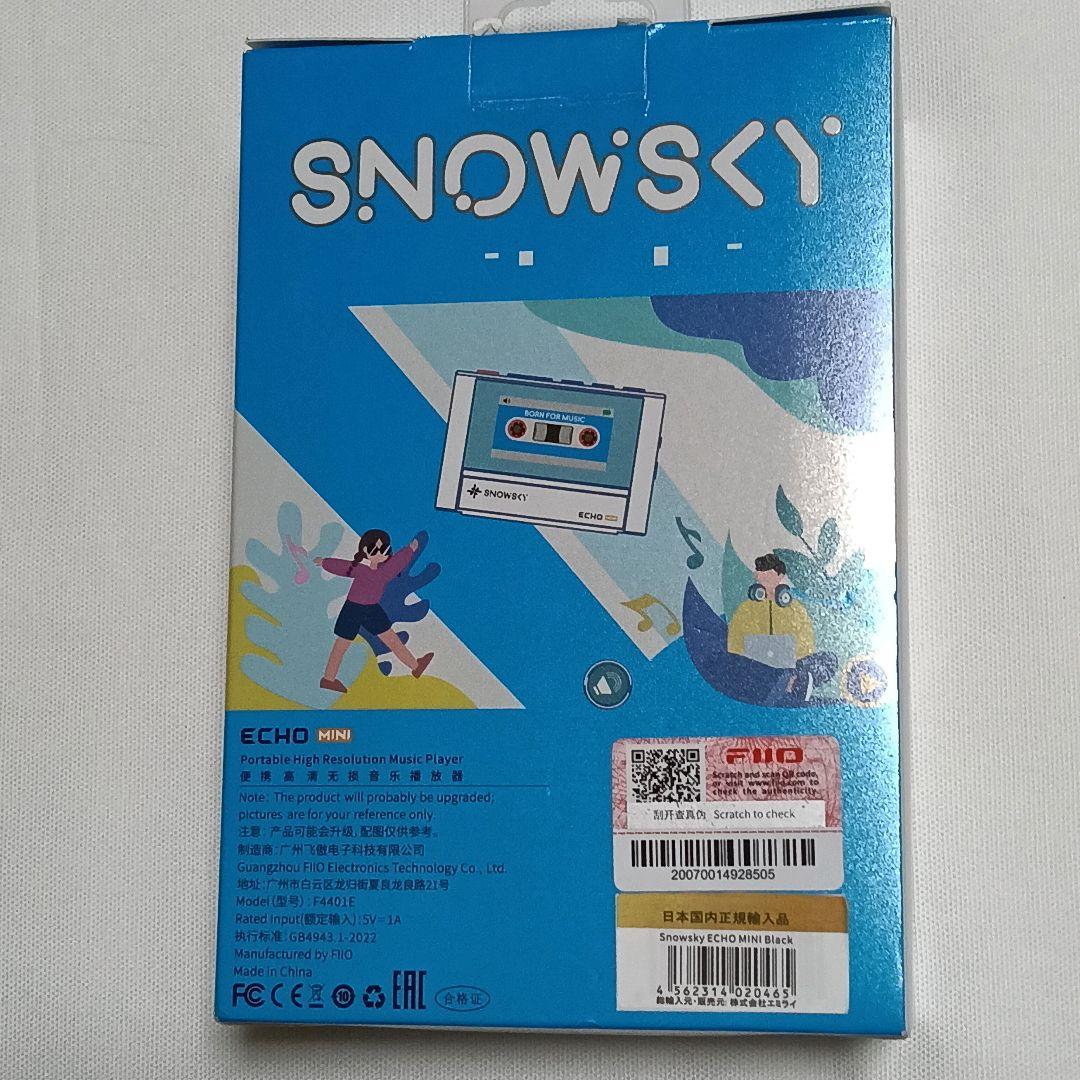 SNOWSKY
BORN FOR MUSIC
SNOWSKY
ECHO MINI
ECHO MINI
Portable High Resolution Music Player
便携高清无损音乐播放器
Note: The product will probably be upgraded;
pictures are for your reference only.
注意：产品可能会升级，配图仅供参考。
制造商：广州飞傲电子科技有限公司
Guangzhou FIIO Electronics Technology Co., Ltd.
地址：广州市白云区龙归街夏良龙良路21号
Model(型号)：F4401E
Rated input(额定输入)：5V⎓1A
执行标准：GB4943.1-2022
Manufactured by FIIO
Made in China
FC CE 10 EAC 合格证
FIIO
Scratch and scan QR code,
or visit www.fiio.com to
check the authenticity.
刮开查真伪 Scratch to check
20070014928505
日本国内正規輸入品
Snowsky ECHO MINI Black
4 562314 020465
総輸入元・販売元：株式会社エミライ